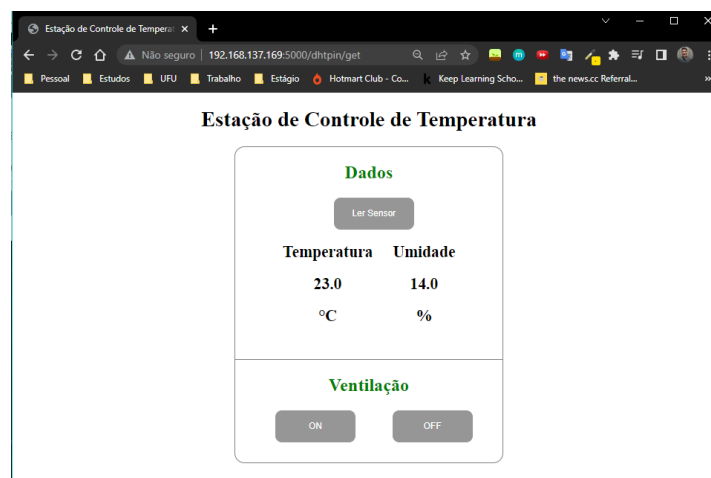 Estação de Controle de Tempera
Não seguro | 192.168.137.169:5000/dhtpin/get
Pessoal Estudos UFU Trabalho Estágio Hotmart Club - Co... Keep Learning Scho... the news.cc Referral...
Estação de Controle de Temperatura
Dados
Ler Sensor
Temperatura Umidade
23.0 14.0
°C %
Ventilação
ON OFF